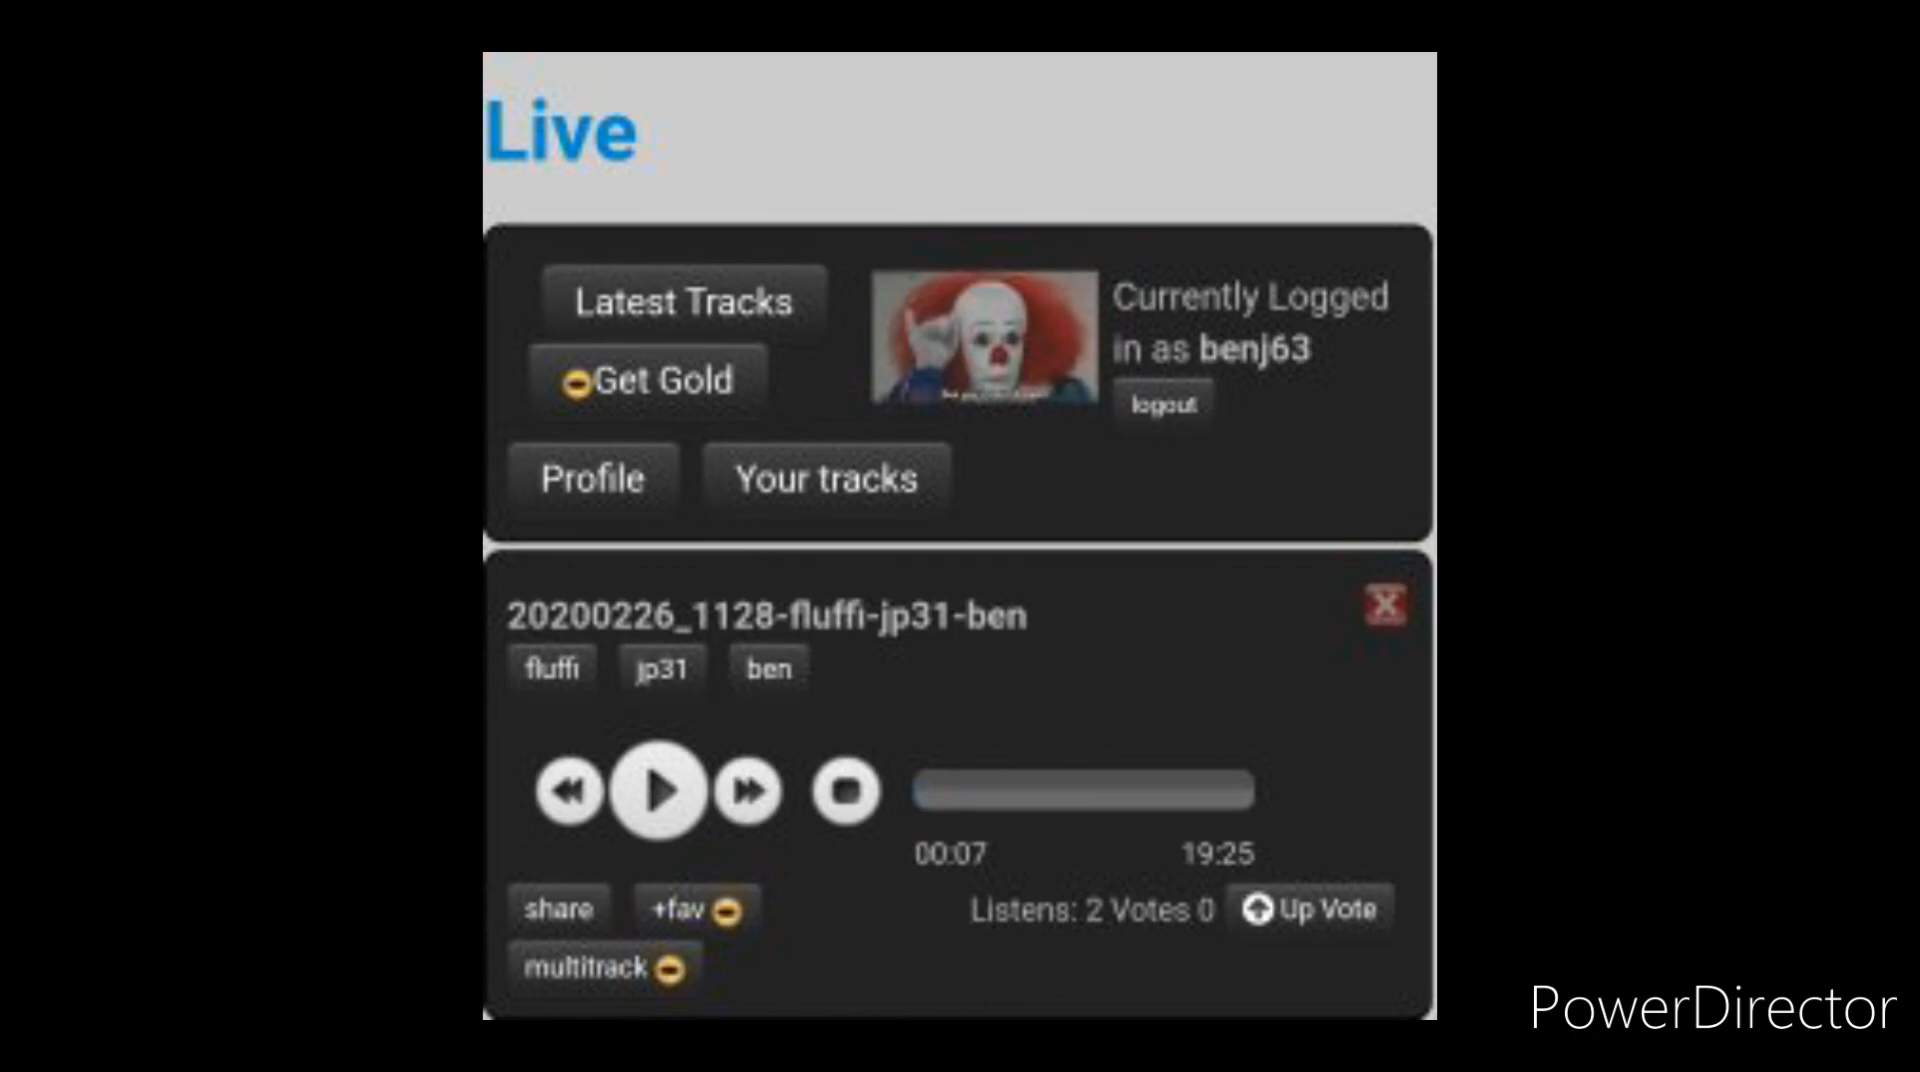 Live
Latest Tracks
Get Gold
Currently Logged
in as benj63
logout
Profile
Your tracks
20200226_1128-fluffi-jp31-ben
fluffi
jp31
ben
00:07
19:25
share
+fav
Listens: 2 Votes 0
Up Vote
multitrack
PowerDirector